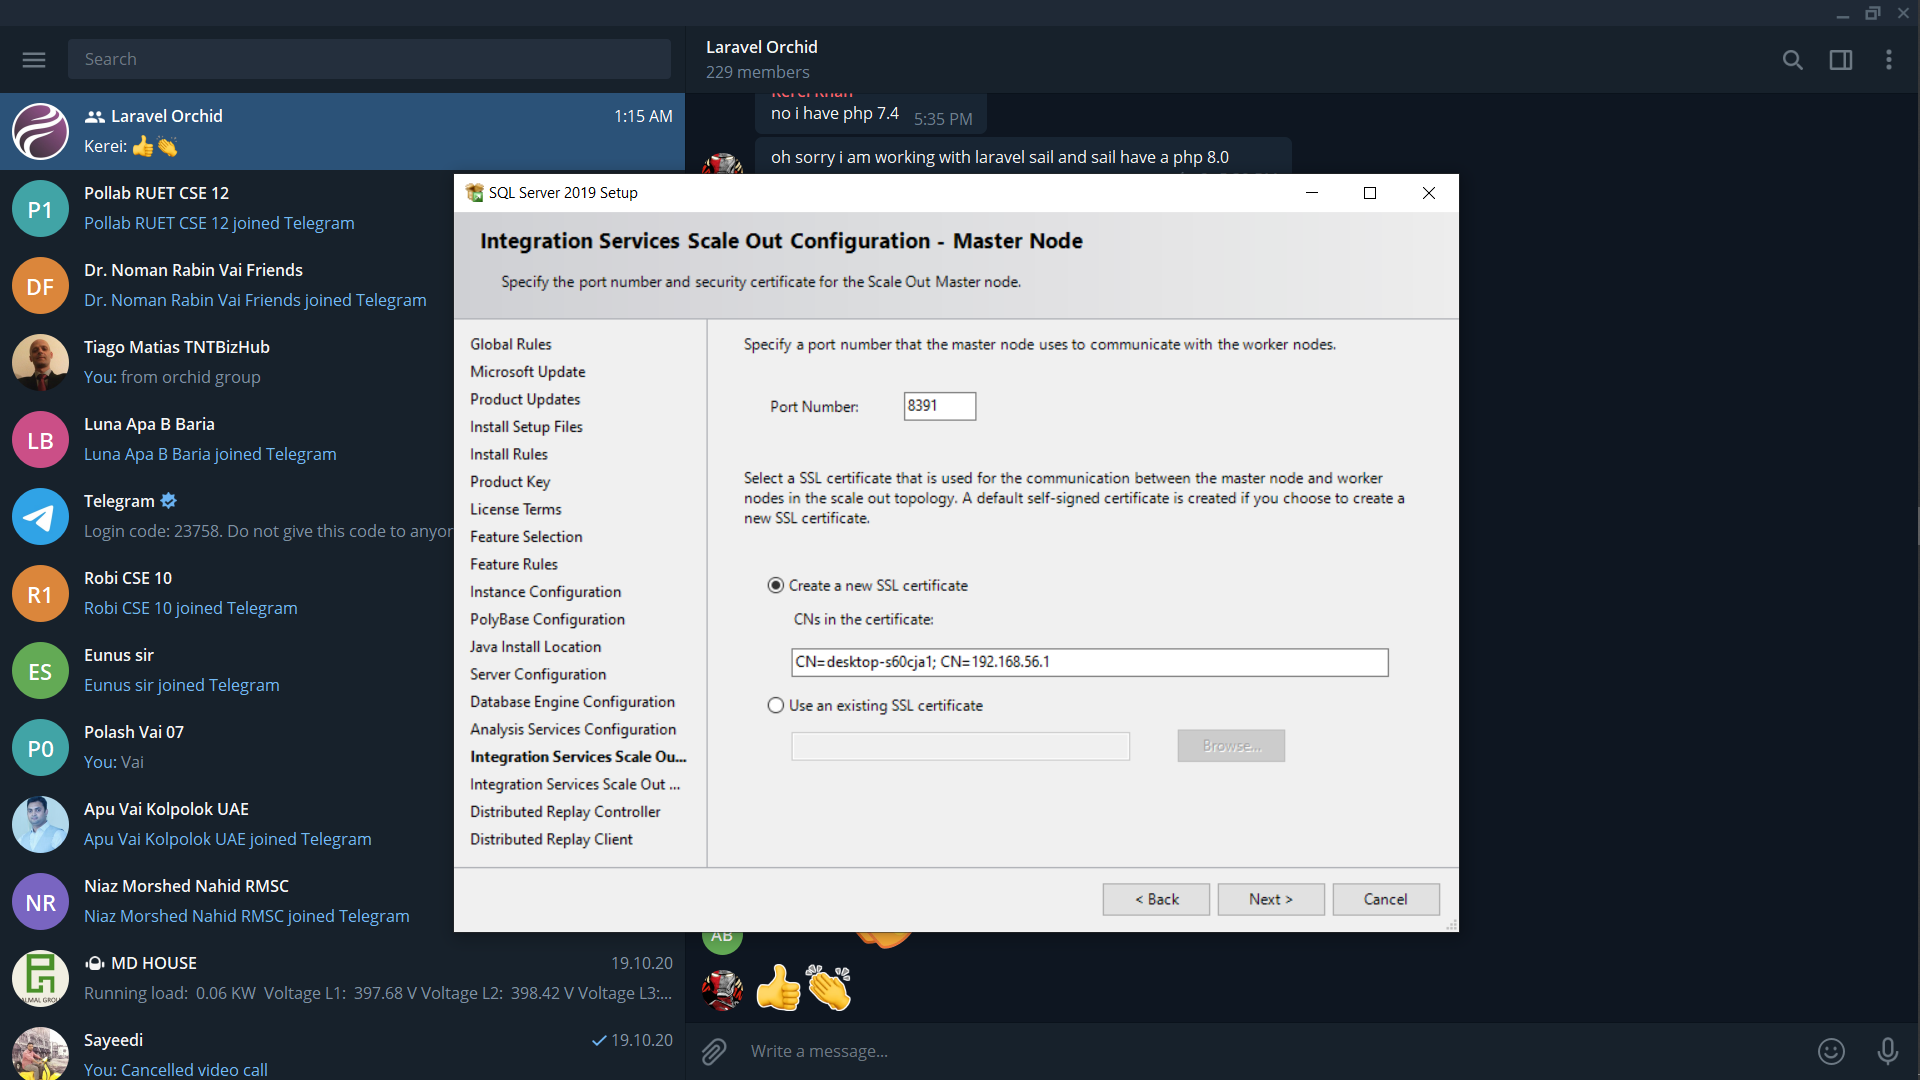 Search
Laravel Orchid
1:15 AM
Kerei: 👍👏
P1
Pollab RUET CSE 12
Pollab RUET CSE 12 joined Telegram
DF
Dr. Noman Rabin Vai Friends
Dr. Noman Rabin Vai Friends joined Telegram
Tiago Matias TNTBizHub
You: from orchid group
LB
Luna Apa B Baria
Luna Apa B Baria joined Telegram
Telegram
Login code: 23758. Do not give this code to anyor
R1
Robi CSE 10
Robi CSE 10 joined Telegram
ES
Eunus sir
Eunus sir joined Telegram
P0
Polash Vai 07
You: Vai
Apu Vai Kolpolok UAE
Apu Vai Kolpolok UAE joined Telegram
NR
Niaz Morshed Nahid RMSC
Niaz Morshed Nahid RMSC joined Telegram
MD HOUSE
19.10.20
Running load: 0.06 KW Voltage L1: 397.68 V Voltage L2: 398.42 V Voltage L3:...
Sayeedi
19.10.20
You: Cancelled video call
Laravel Orchid
229 members
Kerei Khan
no i have php 7.4
5:35 PM
oh sorry i am working with laravel sail and sail have a php 8.0
SQL Server 2019 Setup
Integration Services Scale Out Configuration - Master Node
Specify the port number and security certificate for the Scale Out Master node.
Global Rules
Microsoft Update
Product Updates
Install Setup Files
Install Rules
Product Key
License Terms
Feature Selection
Feature Rules
Instance Configuration
PolyBase Configuration
Java Install Location
Server Configuration
Database Engine Configuration
Analysis Services Configuration
Integration Services Scale Ou...
Integration Services Scale Out ...
Distributed Replay Controller
Distributed Replay Client
Specify a port number that the master node uses to communicate with the worker nodes.
Port Number:
8391
Select a SSL certificate that is used for the communication between the master node and worker
nodes in the scale out topology. A default self-signed certificate is created if you choose to create a
new SSL certificate.
Create a new SSL certificate
CNs in the certificate:
CN=desktop-s60cja1; CN=192.168.56.1
Use an existing SSL certificate
Browse...
< Back
Next >
Cancel
AB
Write a message...